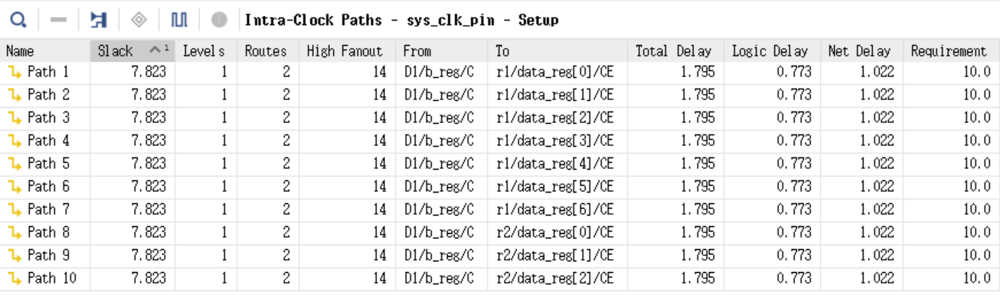 Intra-Clock Paths - sys_clk_pin - Setup
Name Slack ^1 Levels Routes High Fanout From To Total Delay Logic Delay Net Delay Requirement
Path 1 7.823 1 2 14 D1/b_reg/C r1/data_reg[0]/CE 1.795 0.773 1.022 10.0
Path 2 7.823 1 2 14 D1/b_reg/C r1/data_reg[1]/CE 1.795 0.773 1.022 10.0
Path 3 7.823 1 2 14 D1/b_reg/C r1/data_reg[2]/CE 1.795 0.773 1.022 10.0
Path 4 7.823 1 2 14 D1/b_reg/C r1/data_reg[3]/CE 1.795 0.773 1.022 10.0
Path 5 7.823 1 2 14 D1/b_reg/C r1/data_reg[4]/CE 1.795 0.773 1.022 10.0
Path 6 7.823 1 2 14 D1/b_reg/C r1/data_reg[5]/CE 1.795 0.773 1.022 10.0
Path 7 7.823 1 2 14 D1/b_reg/C r1/data_reg[6]/CE 1.795 0.773 1.022 10.0
Path 8 7.823 1 2 14 D1/b_reg/C r2/data_reg[0]/CE 1.795 0.773 1.022 10.0
Path 9 7.823 1 2 14 D1/b_reg/C r2/data_reg[1]/CE 1.795 0.773 1.022 10.0
Path 10 7.823 1 2 14 D1/b_reg/C r2/data_reg[2]/CE 1.795 0.773 1.022 10.0